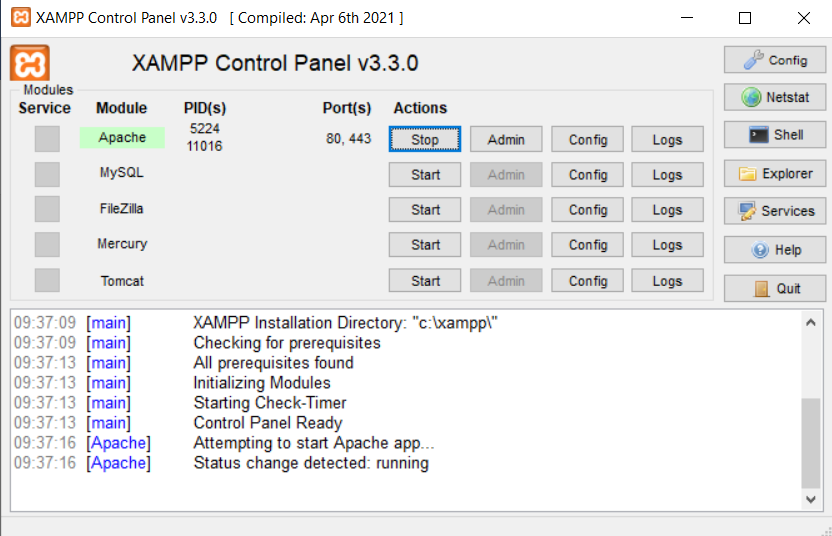 XAMPP Control Panel v3.3.0 [ Compiled: Apr 6th 2021 ]
XAMPP Control Panel v3.3.0
Config
Modules
Service Module PID(s) Port(s) Actions
Netstat
Apache 5224 11016 80, 443 Stop Admin Config Logs
Shell
MySQL Start Admin Config Logs
Explorer
FileZilla Start Admin Config Logs
Services
Mercury Start Admin Config Logs
Help
Tomcat Start Admin Config Logs
Quit
09:37:09 [main] XAMPP Installation Directory: "c:\xampp\"
09:37:09 [main] Checking for prerequisites
09:37:13 [main] All prerequisites found
09:37:13 [main] Initializing Modules
09:37:13 [main] Starting Check-Timer
09:37:13 [main] Control Panel Ready
09:37:16 [Apache] Attempting to start Apache app...
09:37:16 [Apache] Status change detected: running